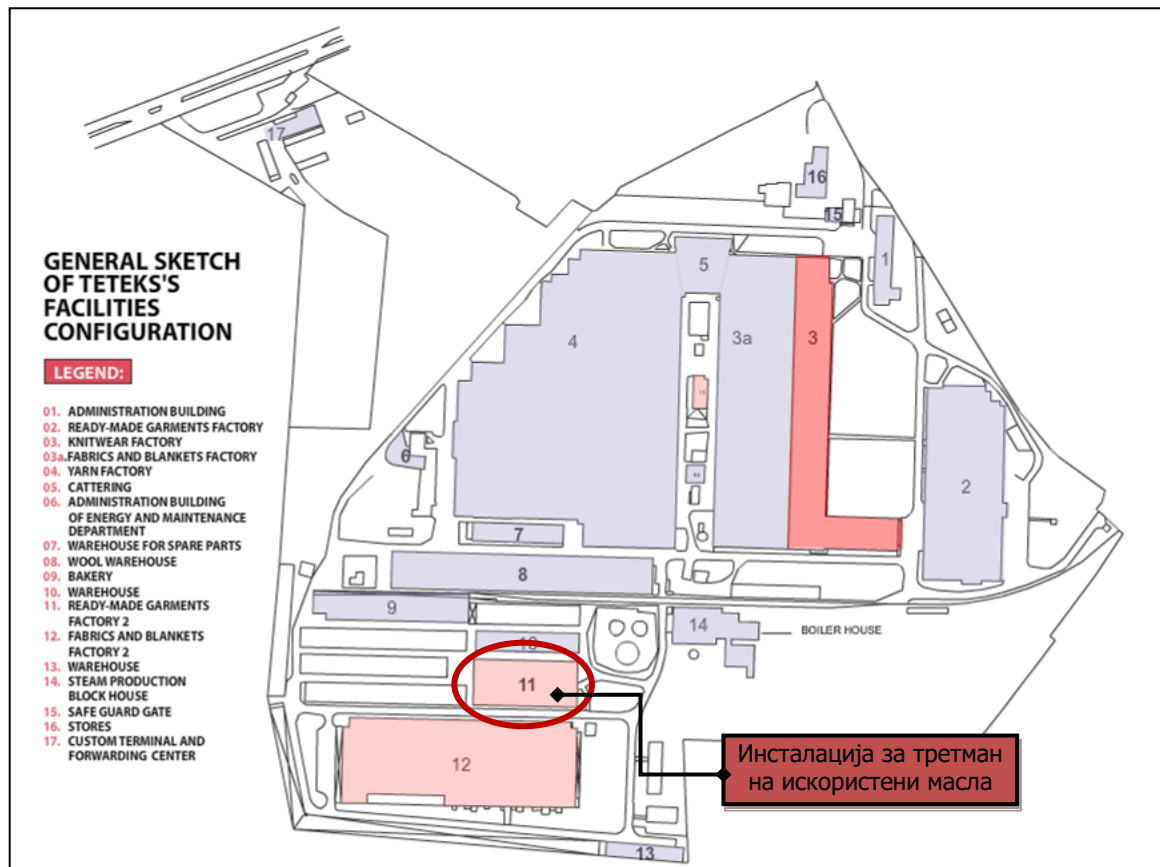 GENERAL SKETCH
OF TETEKS'S
FACILITIES
CONFIGURATION
LEGEND:
01. ADMINISTRATION BUILDING
02. READY-MADE GARMENTS FACTORY
03. KNITWEAR FACTORY
03a.FABRICS AND BLANKETS FACTORY
04. YARN FACTORY
05. CATTERING
06. ADMINISTRATION BUILDING
OF ENERGY AND MAINTENANCE
DEPARTMENT
07. WAREHOUSE FOR SPARE PARTS
08. WOOL WAREHOUSE
09. BAKERY
10. WAREHOUSE
11. READY-MADE GARMENTS
FACTORY 2
12. FABRICS AND BLANKETS
FACTORY 2
13. WAREHOUSE
14. STEAM PRODUCTION
BLOCK HOUSE
15. SAFE GUARD GATE
16. STORES
17. CUSTOM TERMINAL AND
FORWARDING CENTER
17
16
15
1
5
4
3a
3
2
6
7
8
9
10
14
BOILER HOUSE
11
12
13
Инсталација за третман
на искористени масла